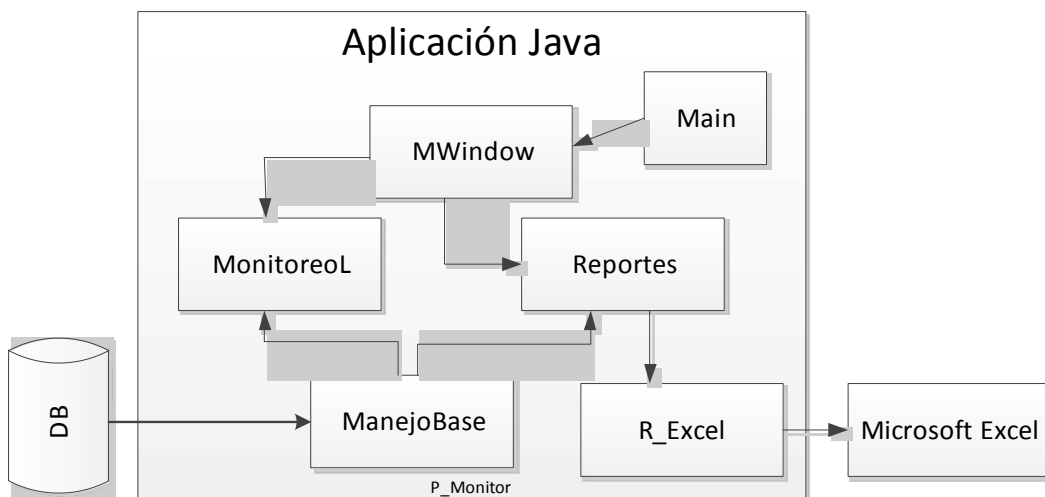 Aplicación Java
Main
MWindow
MonitoreoL
Reportes
DB
ManejoBase
R_Excel
Microsoft Excel
P_Monitor